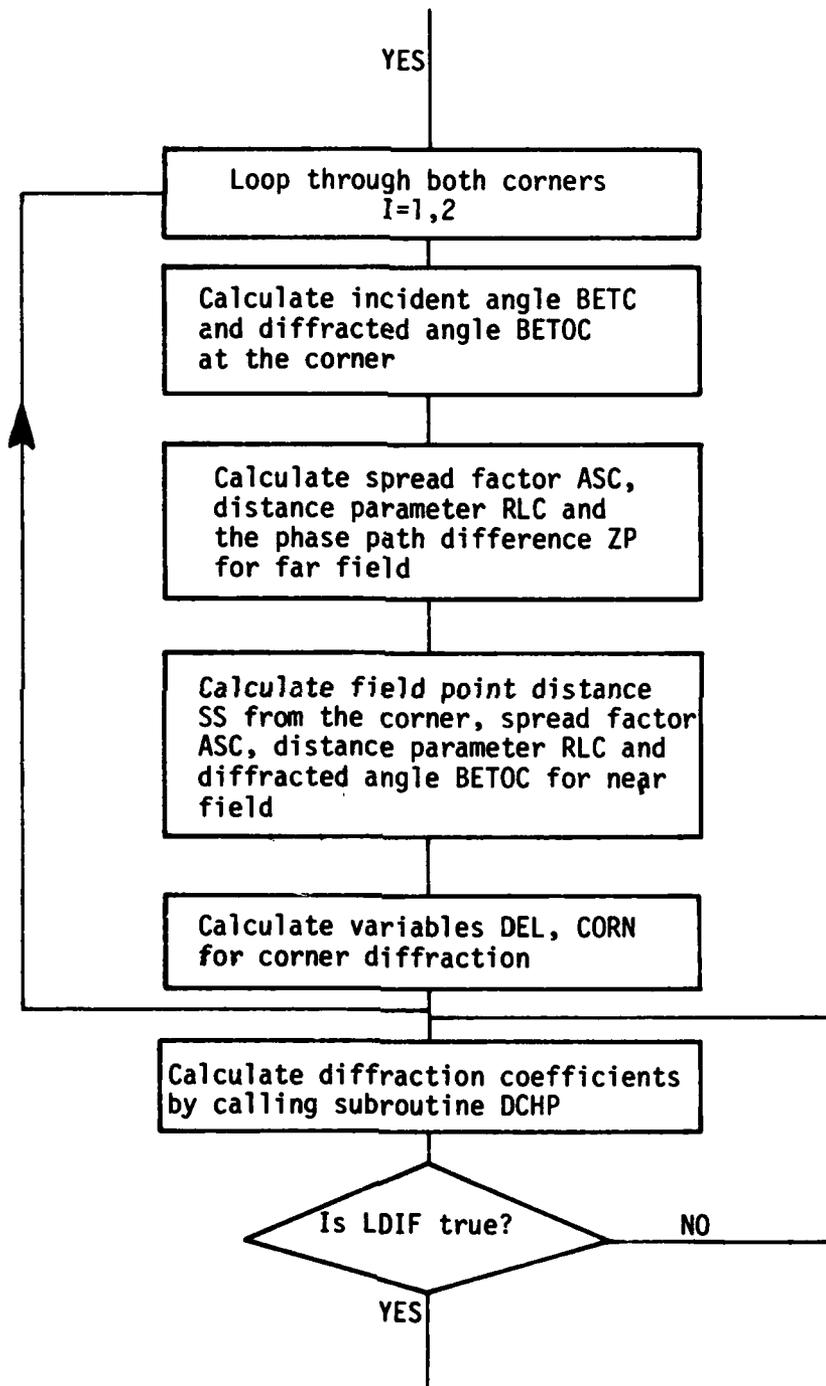 YES
Loop through both corners
I=1,2
Calculate incident angle BETC
and diffracted angle BETOC
at the corner
Calculate spread factor ASC,
distance parameter RLC and
the phase path difference ZP
for far field
Calculate field point distance
SS from the corner, spread factor
ASC, distance parameter RLC and
diffracted angle BETOC for near
field
Calculate variables DEL, CORN
for corner diffraction
Calculate diffraction coefficients
by calling subroutine DCHP
Is LDIF true?
NO
YES